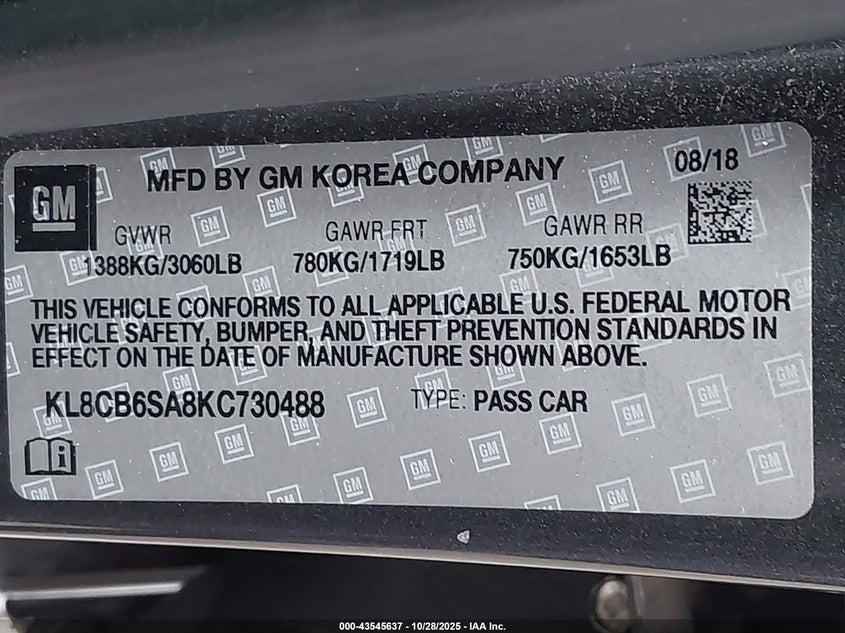 MFD BY GM KOREA COMPANY 08/18
GM
GVWR GAWR FRT GAWR RR
1388KG/3060LB 780KG/1719LB 750KG/1653LB
THIS VEHICLE CONFORMS TO ALL APPLICABLE U.S. FEDERAL MOTOR
VEHICLE SAFETY, BUMPER, AND THEFT PREVENTION STANDARDS IN
EFFECT ON THE DATE OF MANUFACTURE SHOWN ABOVE.
KL8CB6SA8KC730488 TYPE: PASS CAR
000-43545637 - 10/28/2025 - IAA Inc.